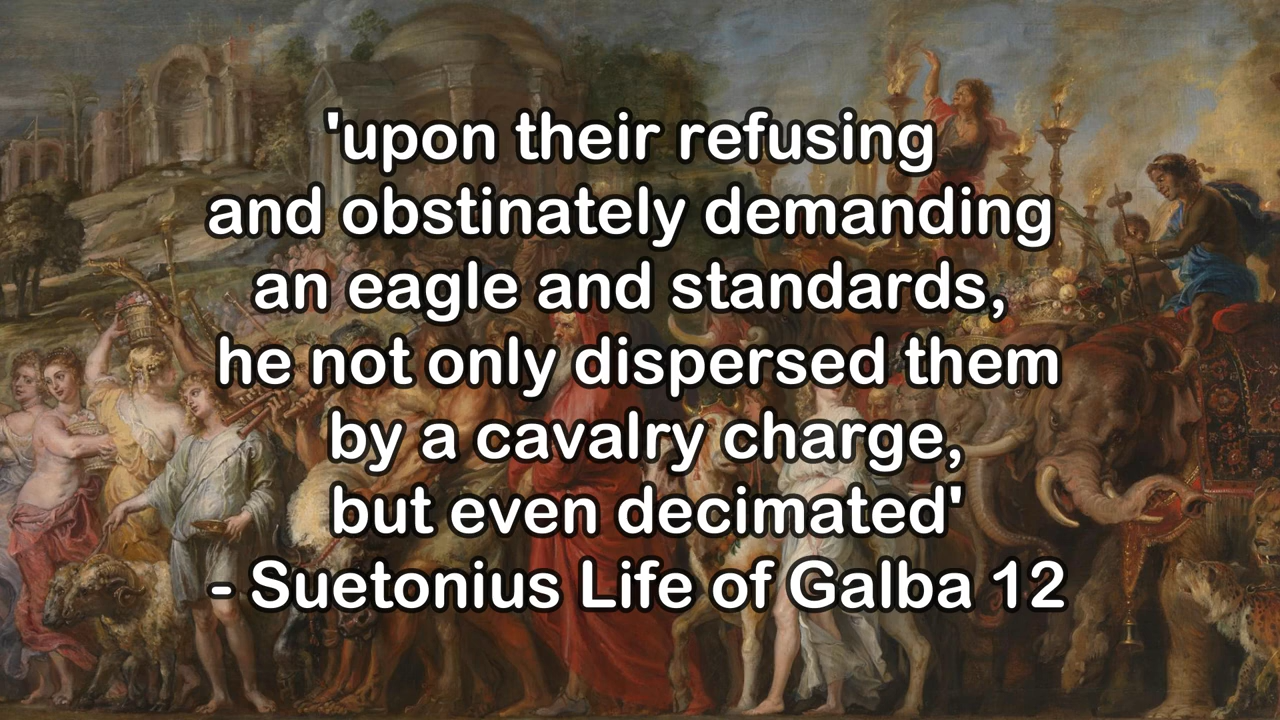 'upon their refusing
and obstinately demanding
an eagle and standards,
he not only dispersed them
by a cavalry charge,
but even decimated'
- Suetonius Life of Galba 12